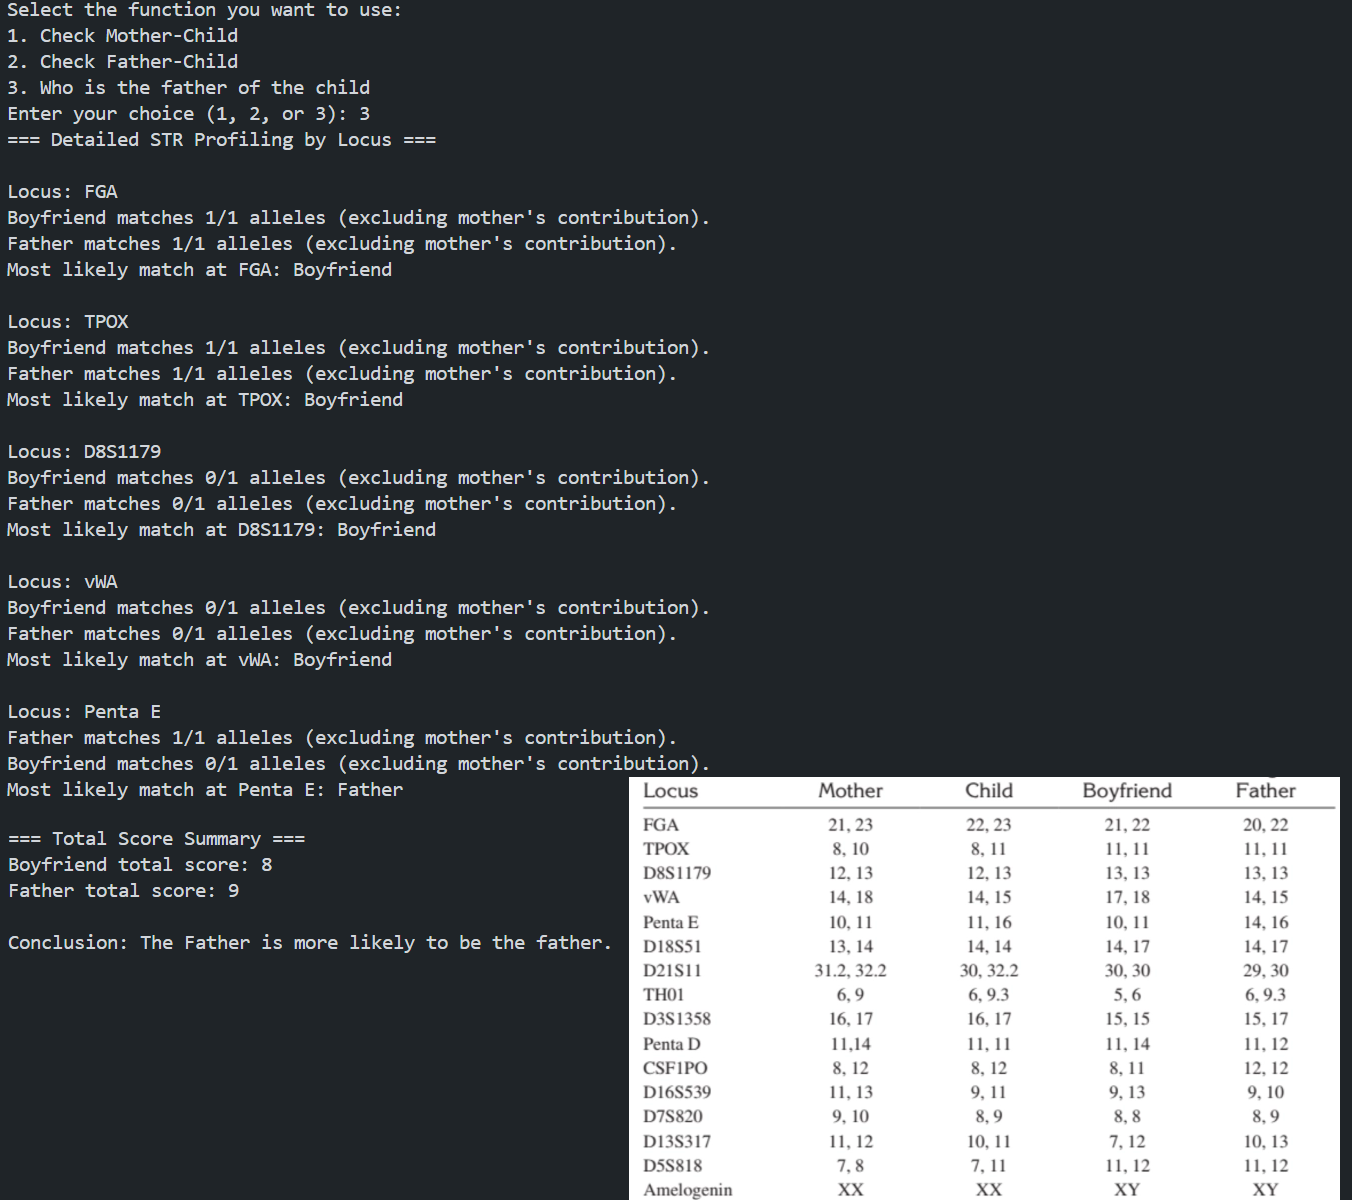 Select the function you want to use:
1. Check Mother-Child
2. Check Father-Child
3. Who is the father of the child
Enter your choice (1, 2, or 3): 3
=== Detailed STR Profiling by Locus ===
Locus: FGA
Boyfriend matches 1/1 alleles (excluding mother's contribution).
Father matches 1/1 alleles (excluding mother's contribution).
Most likely match at FGA: Boyfriend
Locus: TPOX
Boyfriend matches 1/1 alleles (excluding mother's contribution).
Father matches 1/1 alleles (excluding mother's contribution).
Most likely match at TPOX: Boyfriend
Locus: D8S1179
Boyfriend matches 0/1 alleles (excluding mother's contribution).
Father matches 0/1 alleles (excluding mother's contribution).
Most likely match at D8S1179: Boyfriend
Locus: vWA
Boyfriend matches 0/1 alleles (excluding mother's contribution).
Father matches 0/1 alleles (excluding mother's contribution).
Most likely match at vWA: Boyfriend
Locus: Penta E
Father matches 1/1 alleles (excluding mother's contribution).
Boyfriend matches 0/1 alleles (excluding mother's contribution).
Most likely match at Penta E: Father
=== Total Score Summary ===
Boyfriend total score: 8
Father total score: 9
Conclusion: The Father is more likely to be the father.
Locus Mother Child Boyfriend Father
FGA 21, 23 22, 23 21, 22 20, 22
TPOX 8, 10 8, 11 11, 11 11, 11
D8S1179 12, 13 12, 13 13, 13 13, 13
vWA 14, 18 14, 15 17, 18 14, 15
Penta E 10, 11 11, 16 10, 11 14, 16
D18S51 13, 14 14, 14 14, 17 14, 17
D21S11 31.2, 32.2 30, 32.2 30, 30 29, 30
TH01 6, 9 6, 9.3 5, 6 6, 9.3
D3S1358 16, 17 16, 17 15, 15 15, 17
Penta D 11,14 11, 11 11, 14 11, 12
CSF1PO 8, 12 8, 12 8, 11 12, 12
D16S539 11, 13 9, 11 9, 13 9, 10
D7S820 9, 10 8, 9 8, 8 8, 9
D13S317 11, 12 10, 11 7, 12 10, 13
D5S818 7, 8 7, 11 11, 12 11, 12
Amelogenin XX XX XY XY